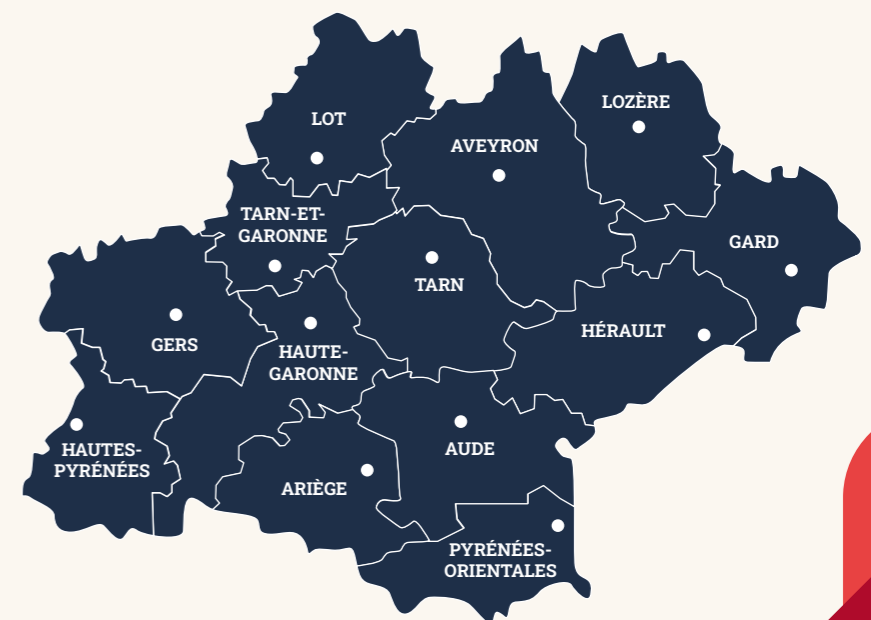 LOT
LOZÈRE
AVEYRON
TARN-ET-
GARONNE
GARD
TARN
HÉRAULT
GERS
HAUTE-
GARONNE
HAUTES-
PYRÉNÉES
AUDE
ARIÈGE
PYRÉNÉES-
ORIENTALES